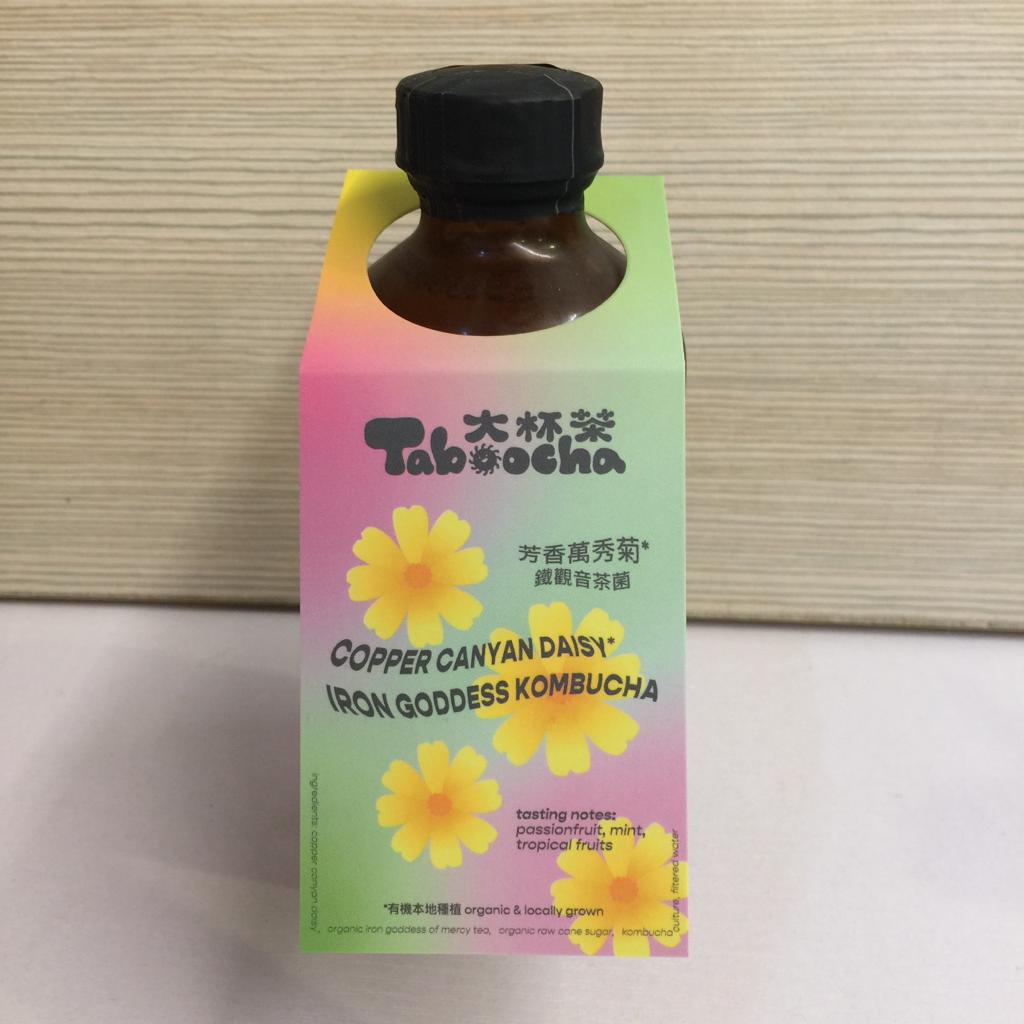 大杯茶
Taboocha
芳香萬秀菊*
鐵觀音茶菌
COPPER CANYAN DAISY*
IRON GODDESS KOMBUCHA
tasting notes:
passionfruit, mint,
tropical fruits
*有機本地種植 organic & locally grown
ingredients: copper canyan daisy*
organic iron goddess of mercy tea, organic raw cane sugar, kombucha
culture, filtered water